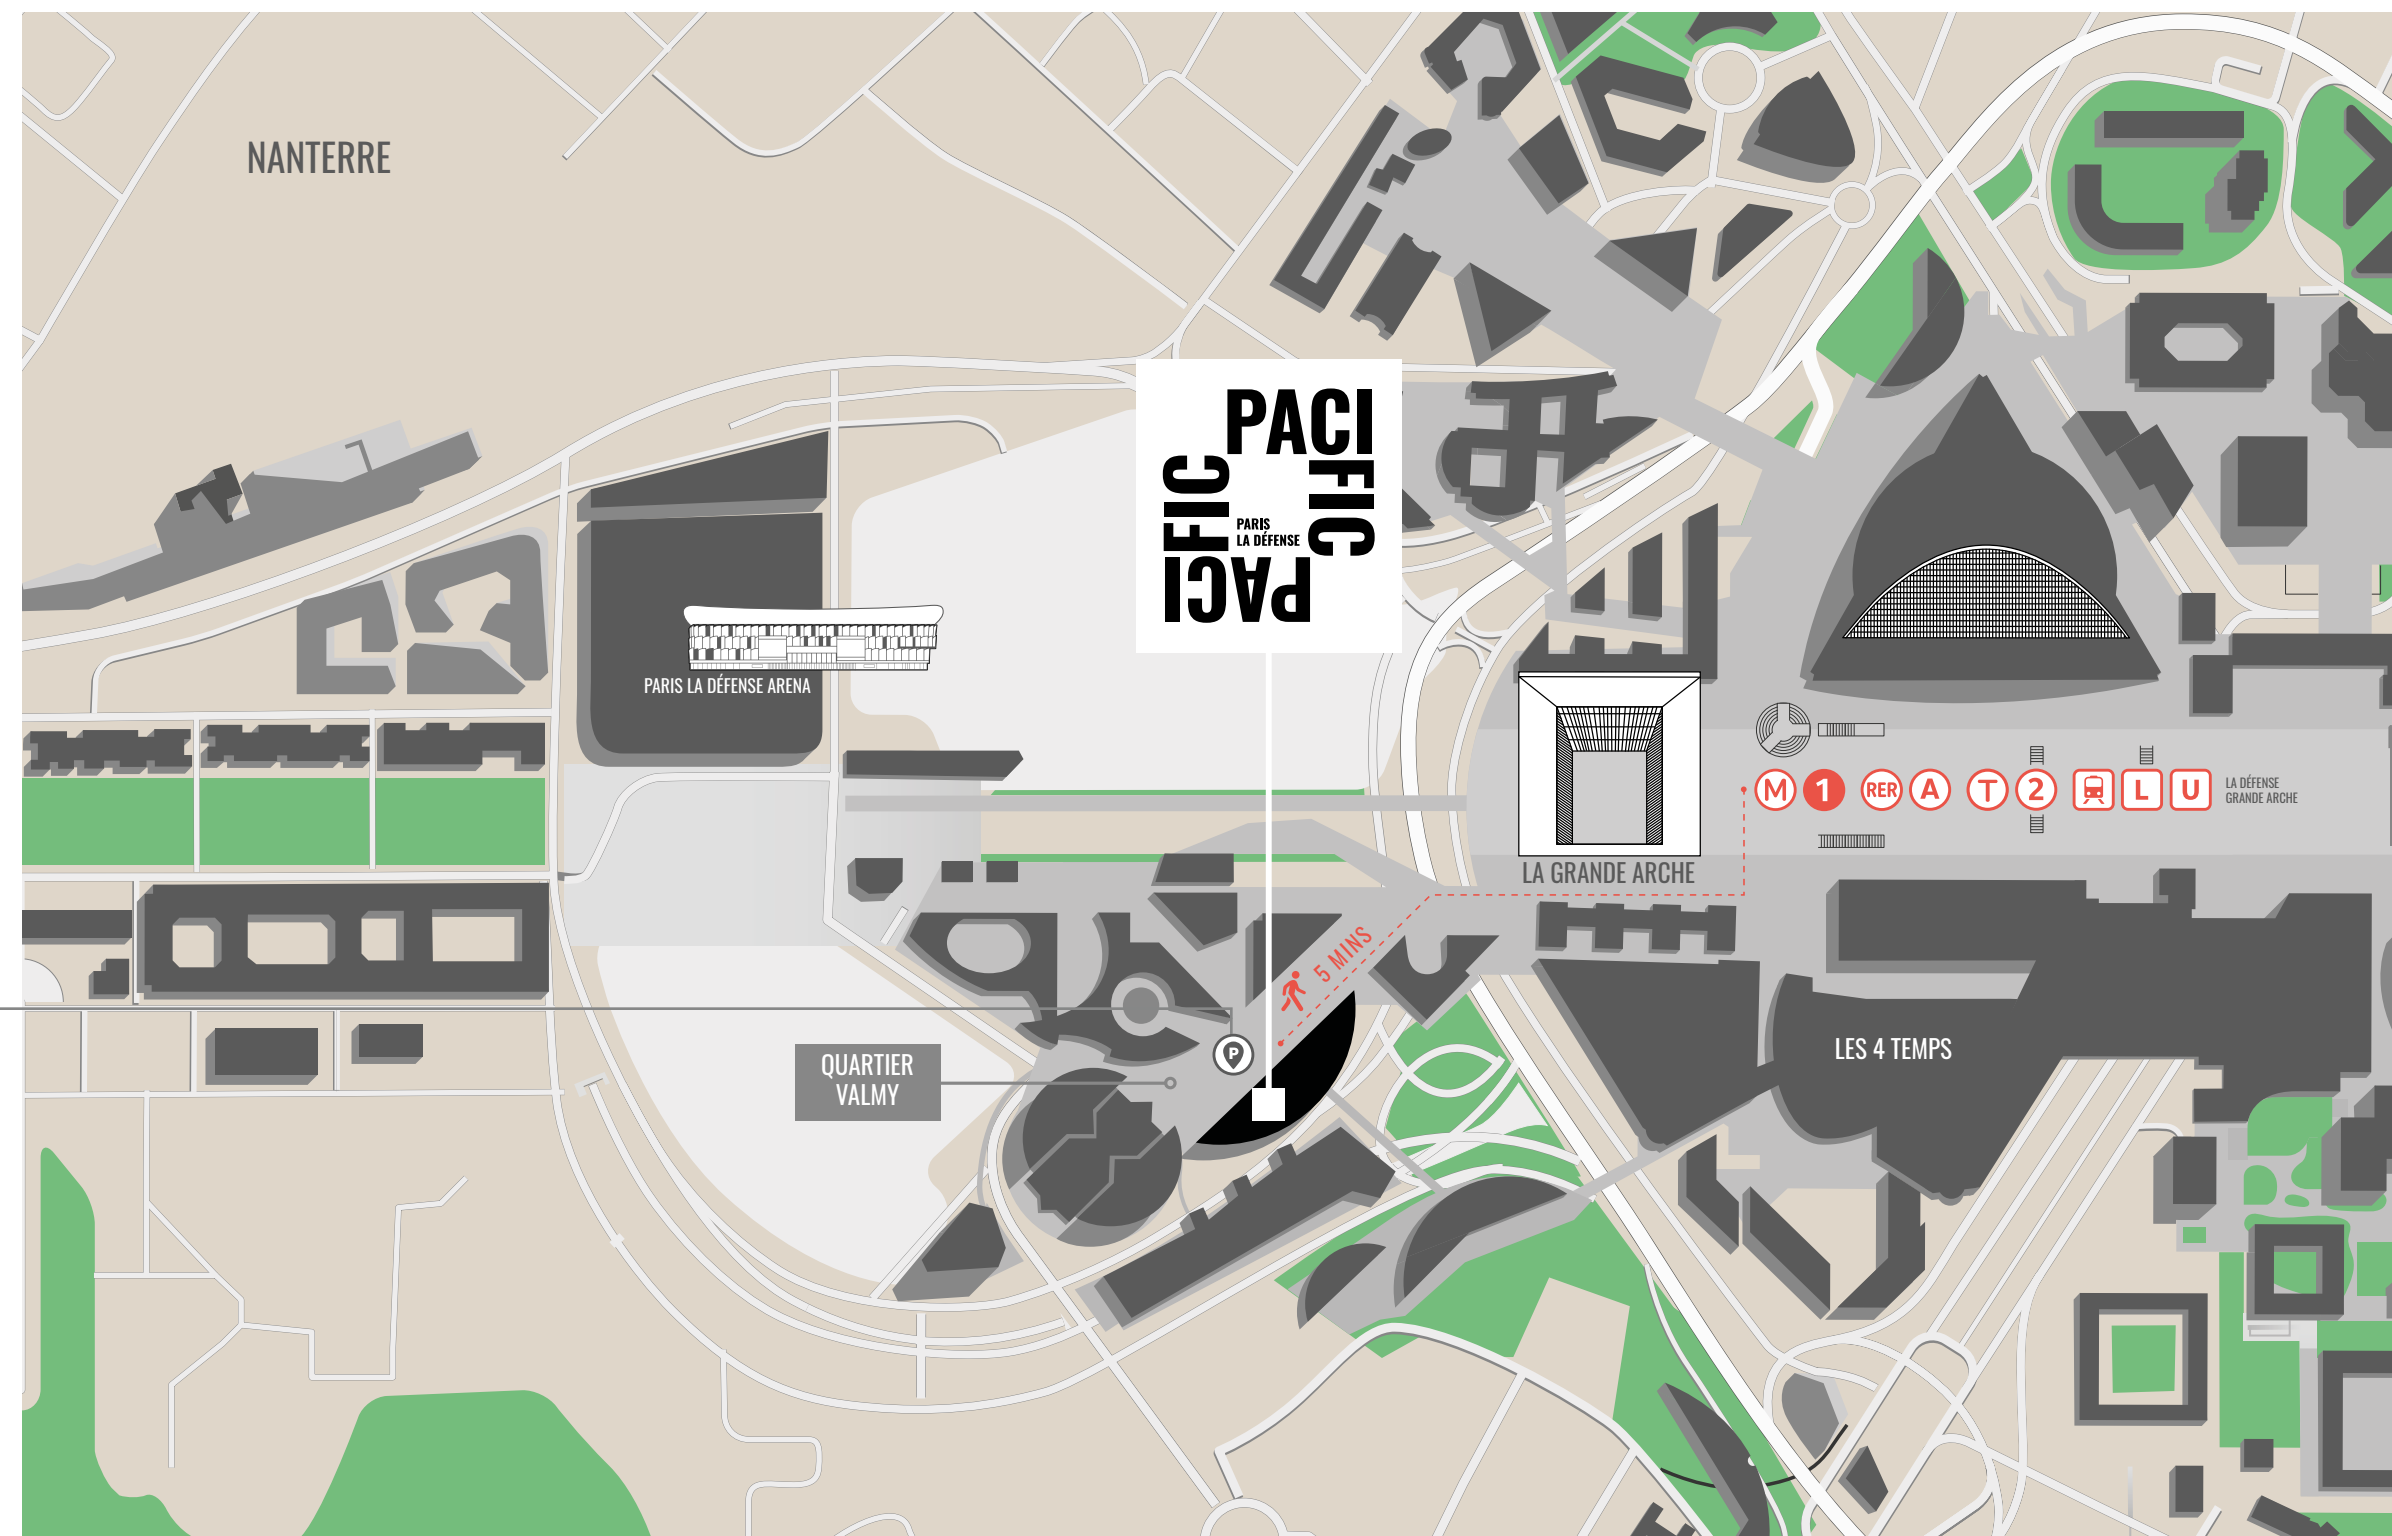 NANTERRE
PACI
FIC
PACI
FIC
PARIS
LA DÉFENSE
PARIS LA DÉFENSE ARENA
M 1 RER A T 2 L U
LA DÉFENSE
GRANDE ARCHE
LA GRANDE ARCHE
5 MINS
P
QUARTIER
VALMY
LES 4 TEMPS